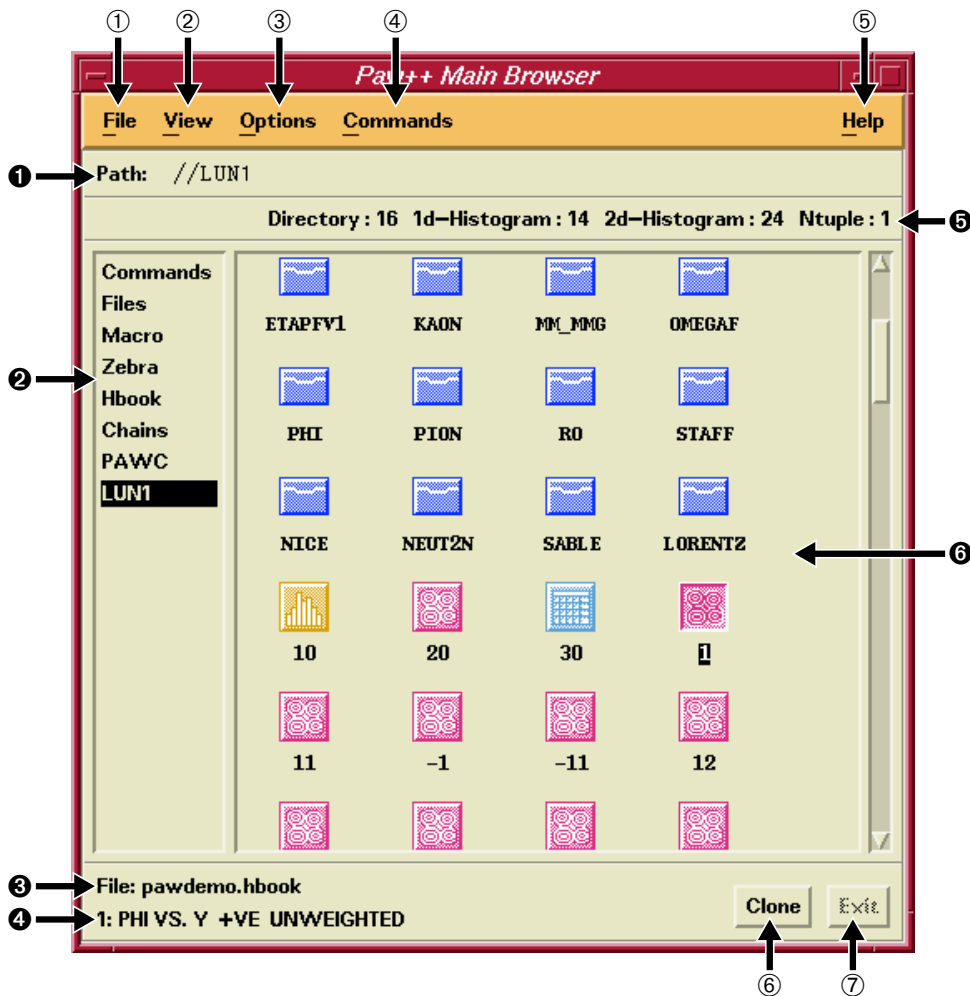 ① ② ③ ④ ⑤
Paw++ Main Browser
File View Options Commands Help
❶ Path: //LUN1
Directory : 16 1d-Histogram : 14 2d-Histogram : 24 Ntuple : 1 ❺
Commands
Files
Macro
Zebra
❷
Hbook
Chains
PAWC
LUN1
ETAPFV1 KAON MM_MMG OMEGAF
PHI PION RO STAFF
NICE NEUT2N SABLE LORENTZ
❻
10 20 30 1
11 -1 -11 12
❸ File: pawdemo.hbook
❹ 1: PHI VS. Y +VE UNWEIGHTED
Clone Exit
⑥ ⑦